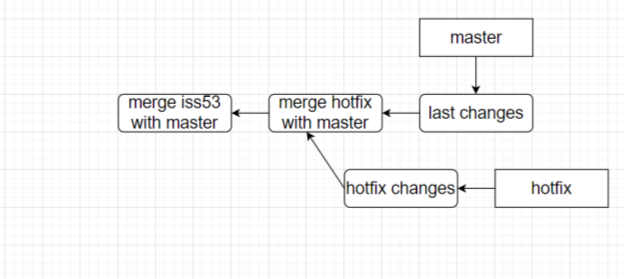 master
merge iss53
with master
merge hotfix
with master
last changes
hotfix changes
hotfix